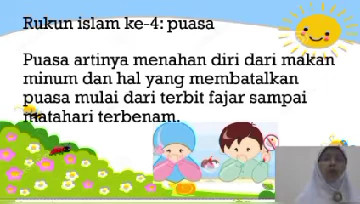 Rukun islam ke-4: puasa
Puasa artinya menahan diri dari makan
minum dan hal yang membatalkan
puasa mulai dari terbit fajar sampai
matahari terbenam.